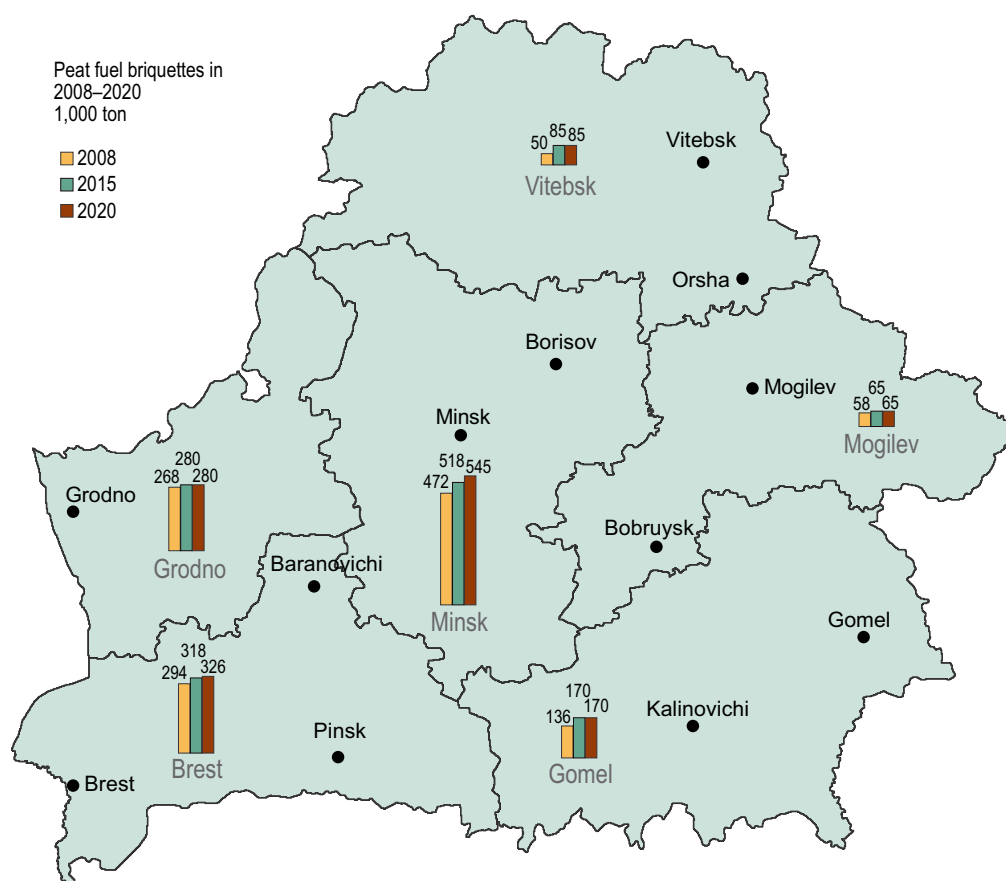 Peat fuel briquettes in
2008–2020
1,000 ton
2008
2015
2020
50
85
85
Vitebsk
Vitebsk
Orsha
Borisov
Mogilev
58
65
65
Mogilev
Minsk
472
518
545
Minsk
Grodno
268
280
280
Grodno
Bobruysk
Baranovichi
Gomel
294
318
326
Brest
Brest
Pinsk
136
170
170
Gomel
Kalinovichi